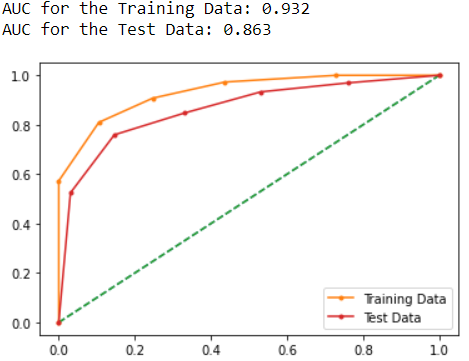 AUC for the Training Data: 0.932
AUC for the Test Data: 0.863
1.0
0.8
0.6
0.4
0.2
0.0
Training Data
Test Data
0.0 0.2 0.4 0.6 0.8 1.0